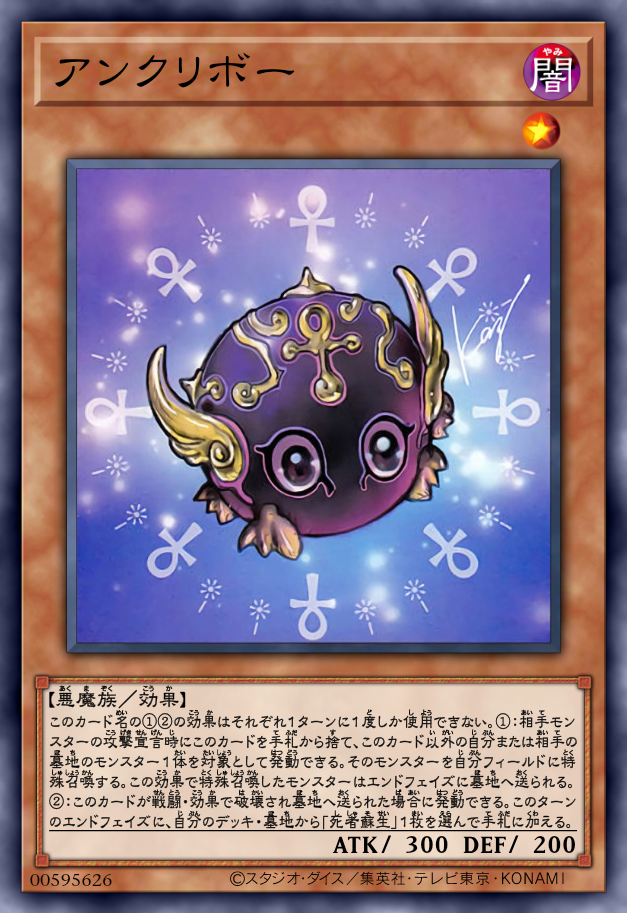 アンクリボー
やみ
闇
Kazȷ
【悪魔族／効果】
このカード名の①②の効果はそれぞれ1ターンに1度しか使用できない。①：相手モン
スターの攻撃宣言時にこのカードを手札から捨て、このカード以外の自分または相手の
墓地のモンスター1体を対象として発動できる。そのモンスターを自分フィールドに特
殊召喚する。この効果で特殊召喚したモンスターはエンドフェイズに墓地へ送られる。
②：このカードが戦闘・効果で破壊され墓地へ送られた場合に発動できる。このターン
のエンドフェイズに、自分のデッキ・墓地から「死者蘇生」1枚を選んで手札に加える。
ATK/ 300 DEF/ 200
00595626 ©スタジオ・ダイス／集英社・テレビ東京・KONAMI